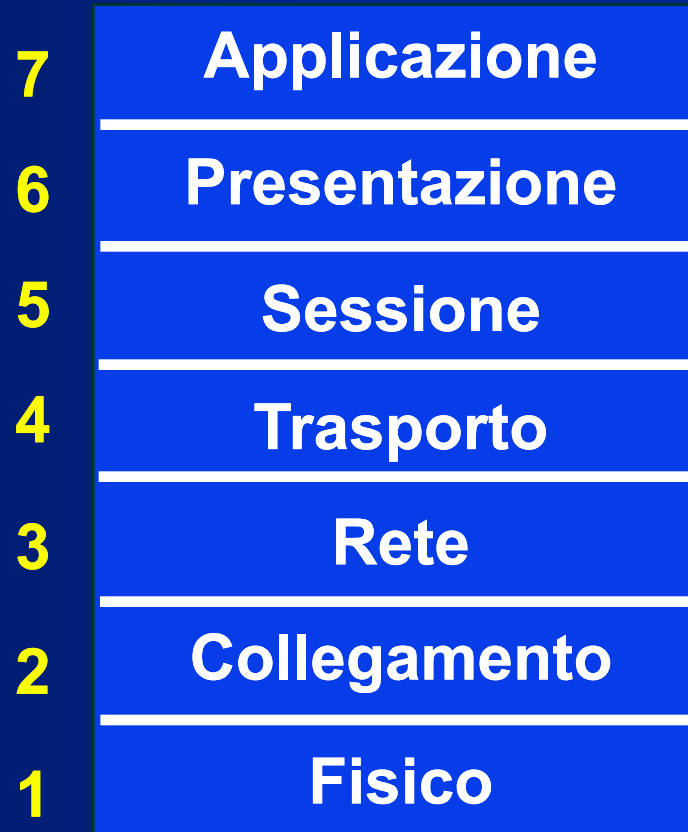 7 Applicazione
6 Presentazione
5 Sessione
4 Trasporto
3 Rete
2 Collegamento
1 Fisico